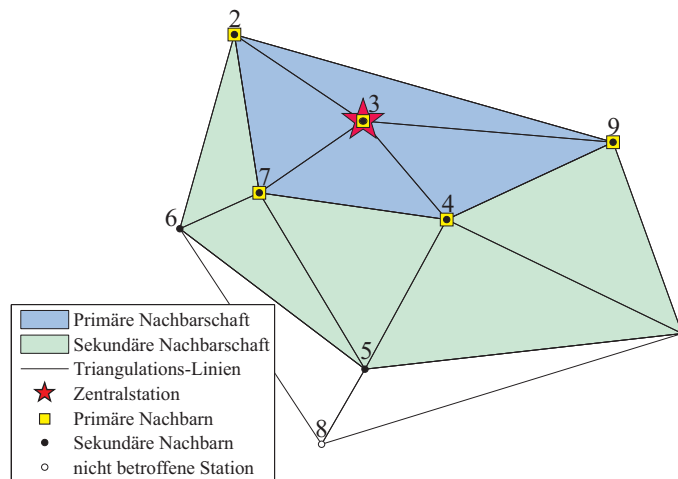 2
3
9
7
4
6
5
8
Primäre Nachbarschaft
Sekundäre Nachbarschaft
Triangulations-Linien
Zentralstation
Primäre Nachbarn
Sekundäre Nachbarn
nicht betroffene Station